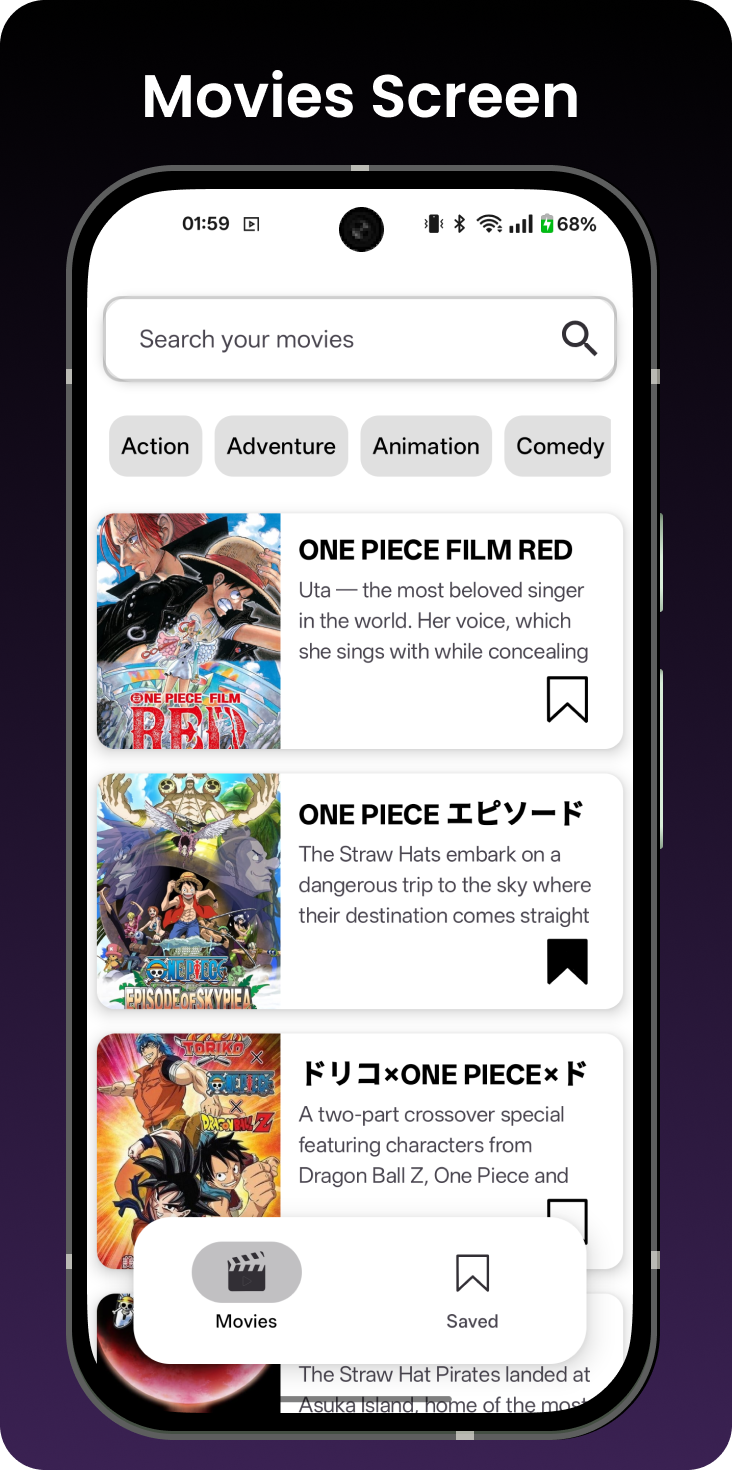 Movies Screen
01:59
68%
Search your movies
Action
Adventure
Animation
Comedy
ONE PIECE FILM
RED
ONE PIECE FILM RED
Uta — the most beloved singer
in the world. Her voice, which
she sings with while concealing
ONE PIECE
EPISODE OF SKYPIEA
ONE PIECE エピソード
The Straw Hats embark on a
dangerous trip to the sky where
their destination comes straight
TORIKO
×
ONE PIECE
×
DRAGON BALL Z
ドリコ×ONE PIECE×ド
A two-part crossover special
featuring characters from
Dragon Ball Z, One Piece and
Movies
Saved
The Straw Hat Pirates landed at
Asuka Island, home of the most